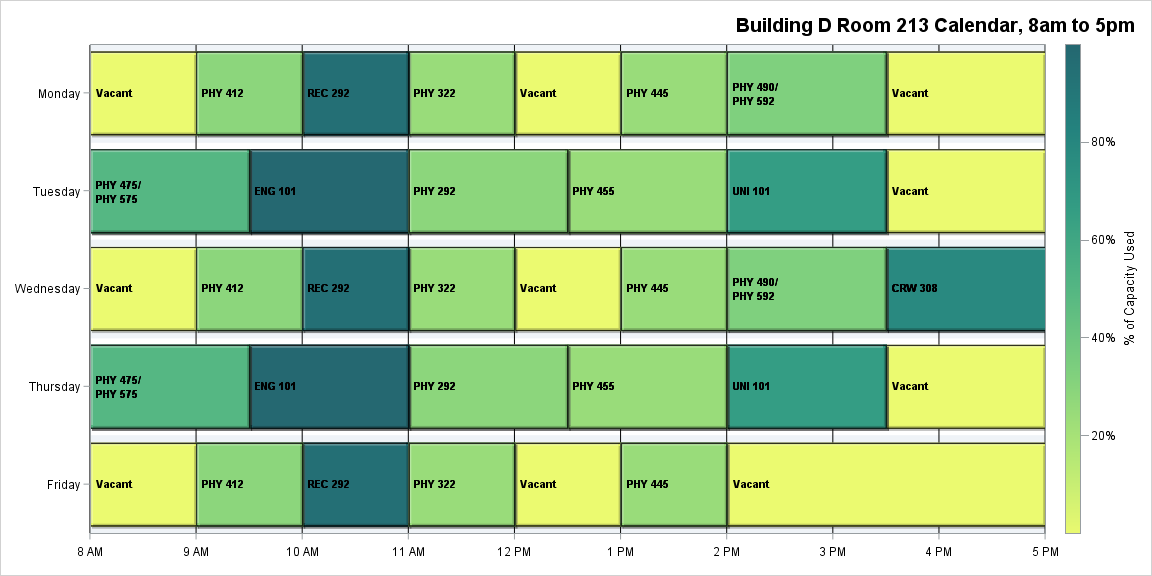 Building D Room 213 Calendar, 8am to 5pm
Monday
Vacant
PHY 412
REC 292
PHY 322
Vacant
PHY 445
PHY 490/
PHY 592
Vacant
Tuesday
PHY 475/
PHY 575
ENG 101
PHY 292
PHY 455
UNI 101
Vacant
Wednesday
Vacant
PHY 412
REC 292
PHY 322
Vacant
PHY 445
PHY 490/
PHY 592
CRW 308
Thursday
PHY 475/
PHY 575
ENG 101
PHY 292
PHY 455
UNI 101
Vacant
Friday
Vacant
PHY 412
REC 292
PHY 322
Vacant
PHY 445
Vacant
8 AM
9 AM
10 AM
11 AM
12 PM
1 PM
2 PM
3 PM
4 PM
5 PM
80%
60%
40%
20%
% of Capacity Used